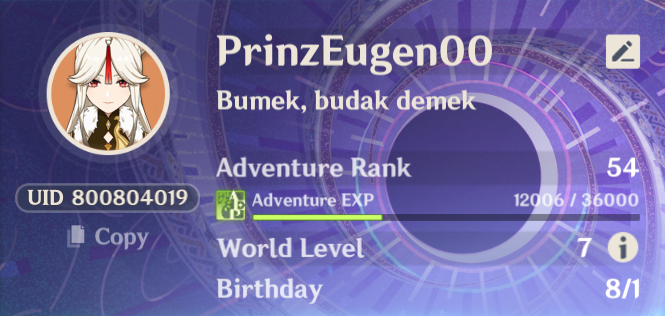 PrinzEugen00
Bumek, budak demek
Adventure Rank 54
UID 800804019
AEP Adventure EXP 12006 / 36000
Copy
World Level 7 i
Birthday 8/1